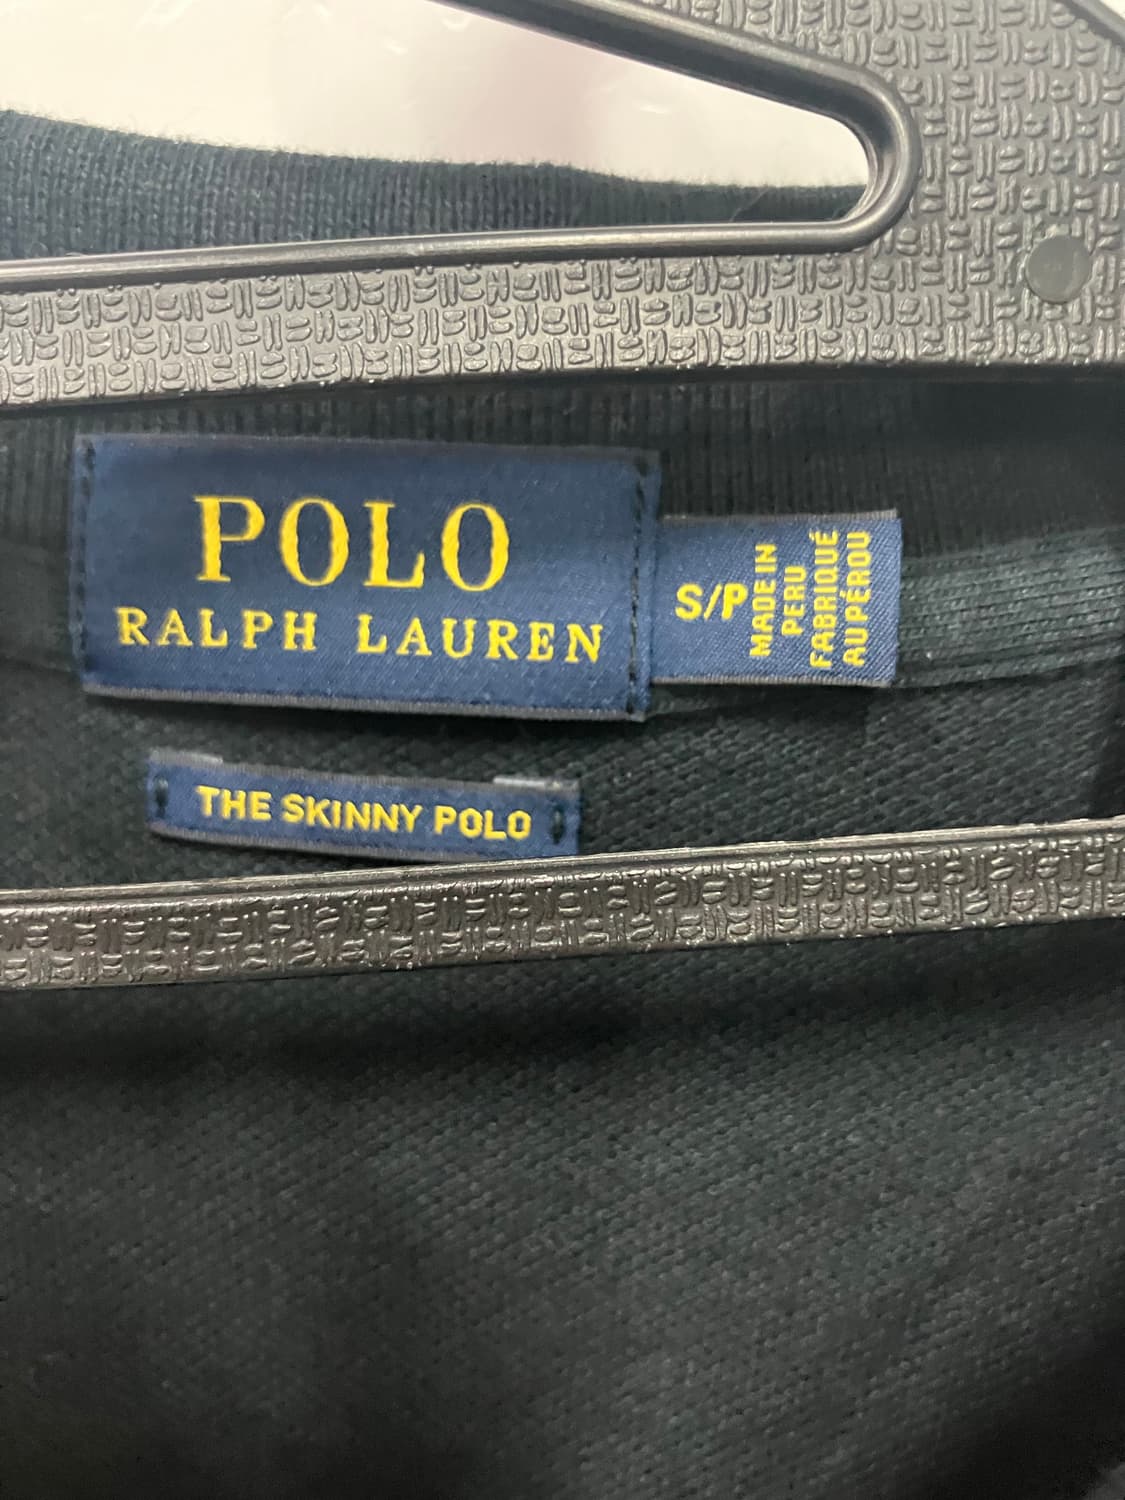 POLO
RALPH LAUREN
S/P
MADE IN
PERU
FABRIQUÉ
AU PÉROU
THE SKINNY POLO